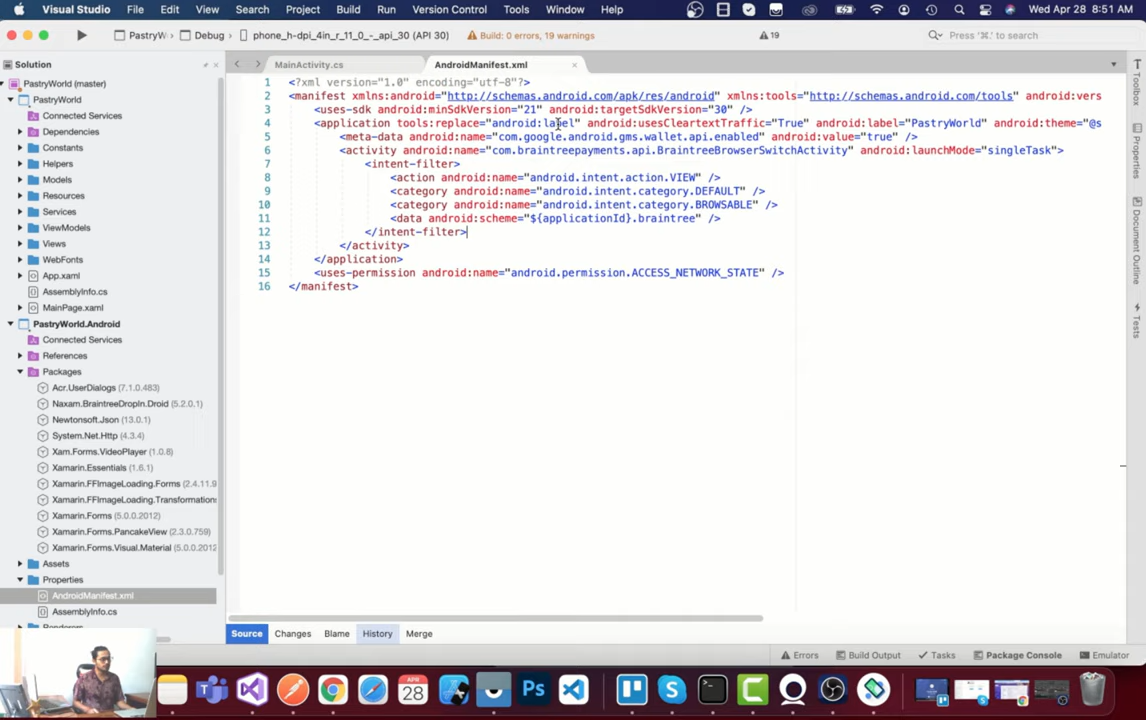 Visual Studio File Edit View Search Project Build Run Version Control Tools Window Help Wed Apr 28 8:51 AM
PastryW Debug phone_h-dpi_4in_r_11_0_-_api_30 (API 30) Build: 0 errors, 19 warnings 19 Press '⌘.' to search
Solution
MainActivity.cs
AndroidManifest.xml
PastryWorld (master)
PastryWorld
Connected Services
Dependencies
Constants
Helpers
Models
Resources
Services
ViewModels
Views
WebFonts
App.xaml
AssemblyInfo.cs
MainPage.xaml
PastryWorld.Android
Connected Services
References
Packages
Acr.UserDialogs (7.1.0.483)
Naxam.BraintreeDropIn.Droid (5.2.0.1)
Newtonsoft.Json (13.0.1)
System.Net.Http (4.3.4)
Xam.Forms.VideoPlayer (1.0.8)
Xamarin.Essentials (1.6.1)
Xamarin.FFImageLoading.Forms (2.4.11.9
Xamarin.FFImageLoading.Transformations
Xamarin.Forms (5.0.0.2012)
Xamarin.Forms.PancakeView (2.3.0.759)
Xamarin.Forms.Visual.Material (5.0.0.2012
Assets
Properties
AndroidManifest.xml
AssemblyInfo.cs
1 <?xml version="1.0" encoding="utf-8"?>
2 <manifest xmlns:android="http://schemas.android.com/apk/res/android" xmlns:tools="http://schemas.android.com/tools" android:vers
3 <uses-sdk android:minSdkVersion="21" android:targetSdkVersion="30" />
4 <application tools:replace="android:label" android:usesCleartextTraffic="True" android:label="PastryWorld" android:theme="@s
5 <meta-data android:name="com.google.android.gms.wallet.api.enabled" android:value="true" />
6 <activity android:name="com.braintreepayments.api.BraintreeBrowserSwitchActivity" android:launchMode="singleTask">
7 <intent-filter>
8 <action android:name="android.intent.action.VIEW" />
9 <category android:name="android.intent.category.DEFAULT" />
10 <category android:name="android.intent.category.BROWSABLE" />
11 <data android:scheme="${applicationId}.braintree" />
12 </intent-filter>
13 </activity>
14 </application>
15 <uses-permission android:name="android.permission.ACCESS_NETWORK_STATE" />
16 </manifest>
Toolbox
Properties
Document Outline
Tests
Source Changes Blame History Merge
Errors Build Output Tasks Package Console Emulator
APR
28
Ps